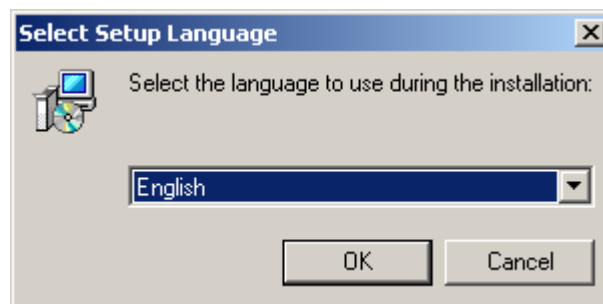 Select Setup Language
Select the language to use during the installation:
English
OK
Cancel